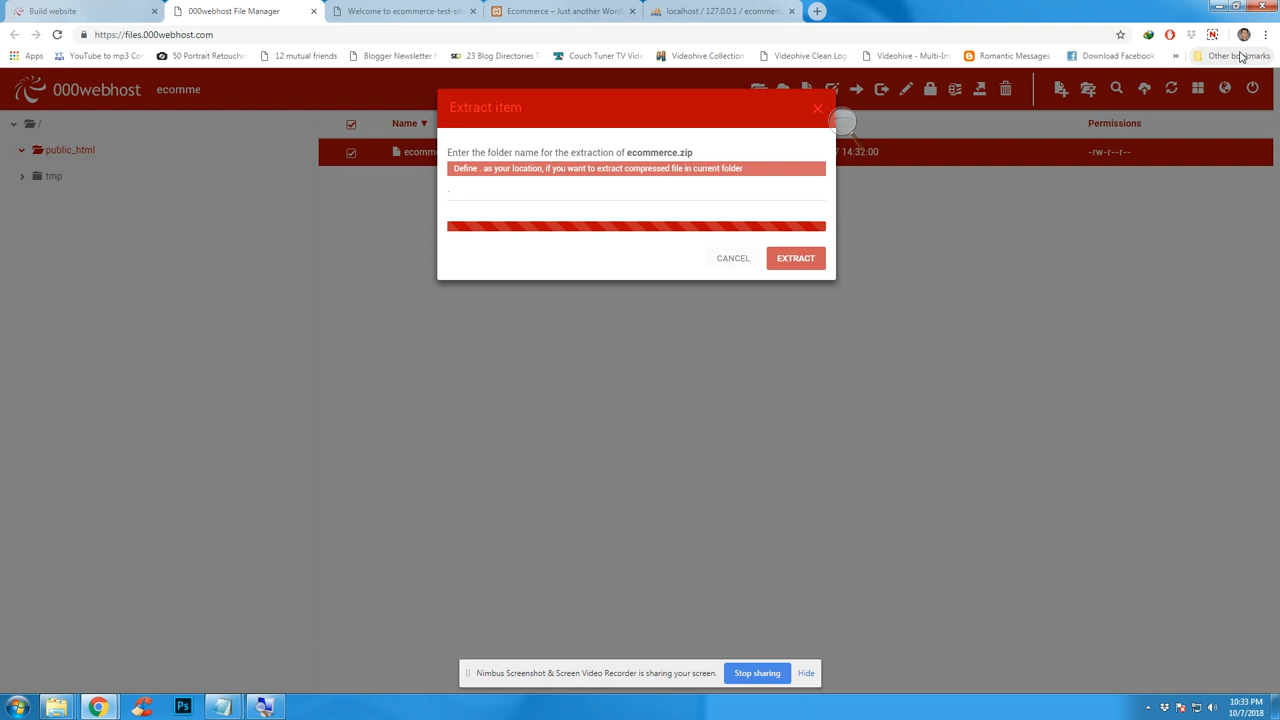 Build website
000webhost File Manager
Welcome to ecommerce-test-sit
Ecommerce – Just another Word
localhost / 127.0.0.1 / ecommerc
https://files.000webhost.com
Apps
YouTube to mp3 Co
50 Portrait Retouchin
12 mutual friends
Blogger Newsletter F
23 Blog Directories T
Couch Tuner TV Vide
Videohive Collection
Videohive Clean Log
Videohive - Multi-Im
Romantic Messages
Download Facebook
»
Other bookmarks
000webhost
ecomme
/
public_html
tmp
Name
Permissions
ecomm
14:32:00
-rw-r--r--
Extract item
Enter the folder name for the extraction of ecommerce.zip
Define . as your location, if you want to extract compressed file in current folder
.
CANCEL
EXTRACT
Nimbus Screenshot & Screen Video Recorder is sharing your screen.
Stop sharing
Hide
Ps
10:33 PM
10/7/2018